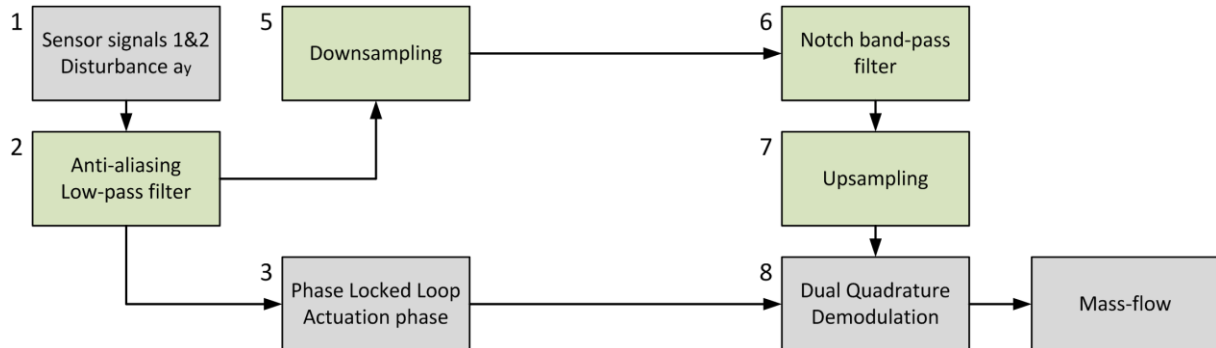 1
Sensor signals 1&2
Disturbance ay
5
Downsampling
6
Notch band-pass
filter
2
Anti-aliasing
Low-pass filter
7
Upsampling
3
Phase Locked Loop
Actuation phase
8
Dual Quadrature
Demodulation
Mass-flow